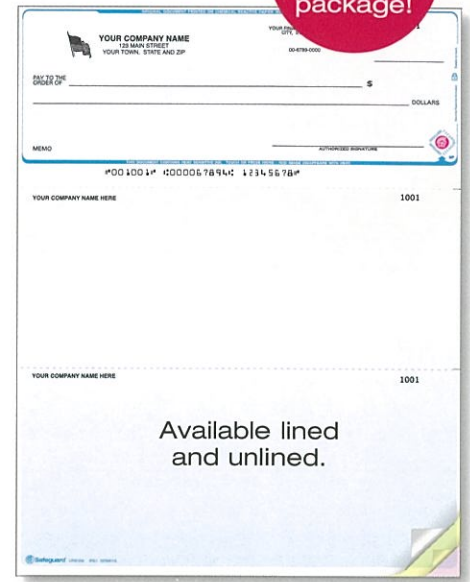 package!
YOUR COMPANY NAME
123 MAIN STREET
YOUR TOWN, STATE AND ZIP
CITY,
00-6789-0000
1
PAY TO THE
ORDER OF
$
DOLLARS
MEMO
AUTHORIZED SIGNATURE
⑈001001⑈ ⑆000067894⑆ 12345678⑈
YOUR COMPANY NAME HERE
1001
YOUR COMPANY NAME HERE
1001
Available lined
and unlined.
Safeguard